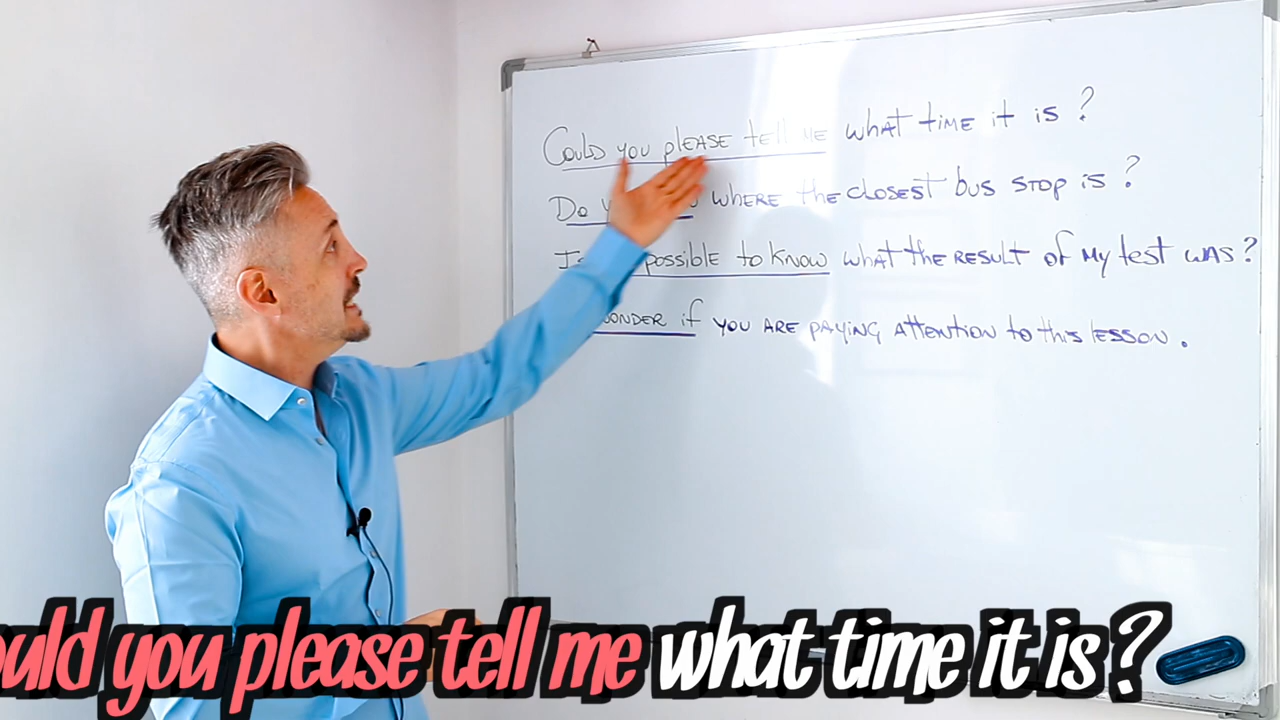 Could you please tell me what time it is?
Do where the closest bus stop is?
possible to know what the result of my test was?
if you are paying attention to this lesson.
you please tell me what time it is?